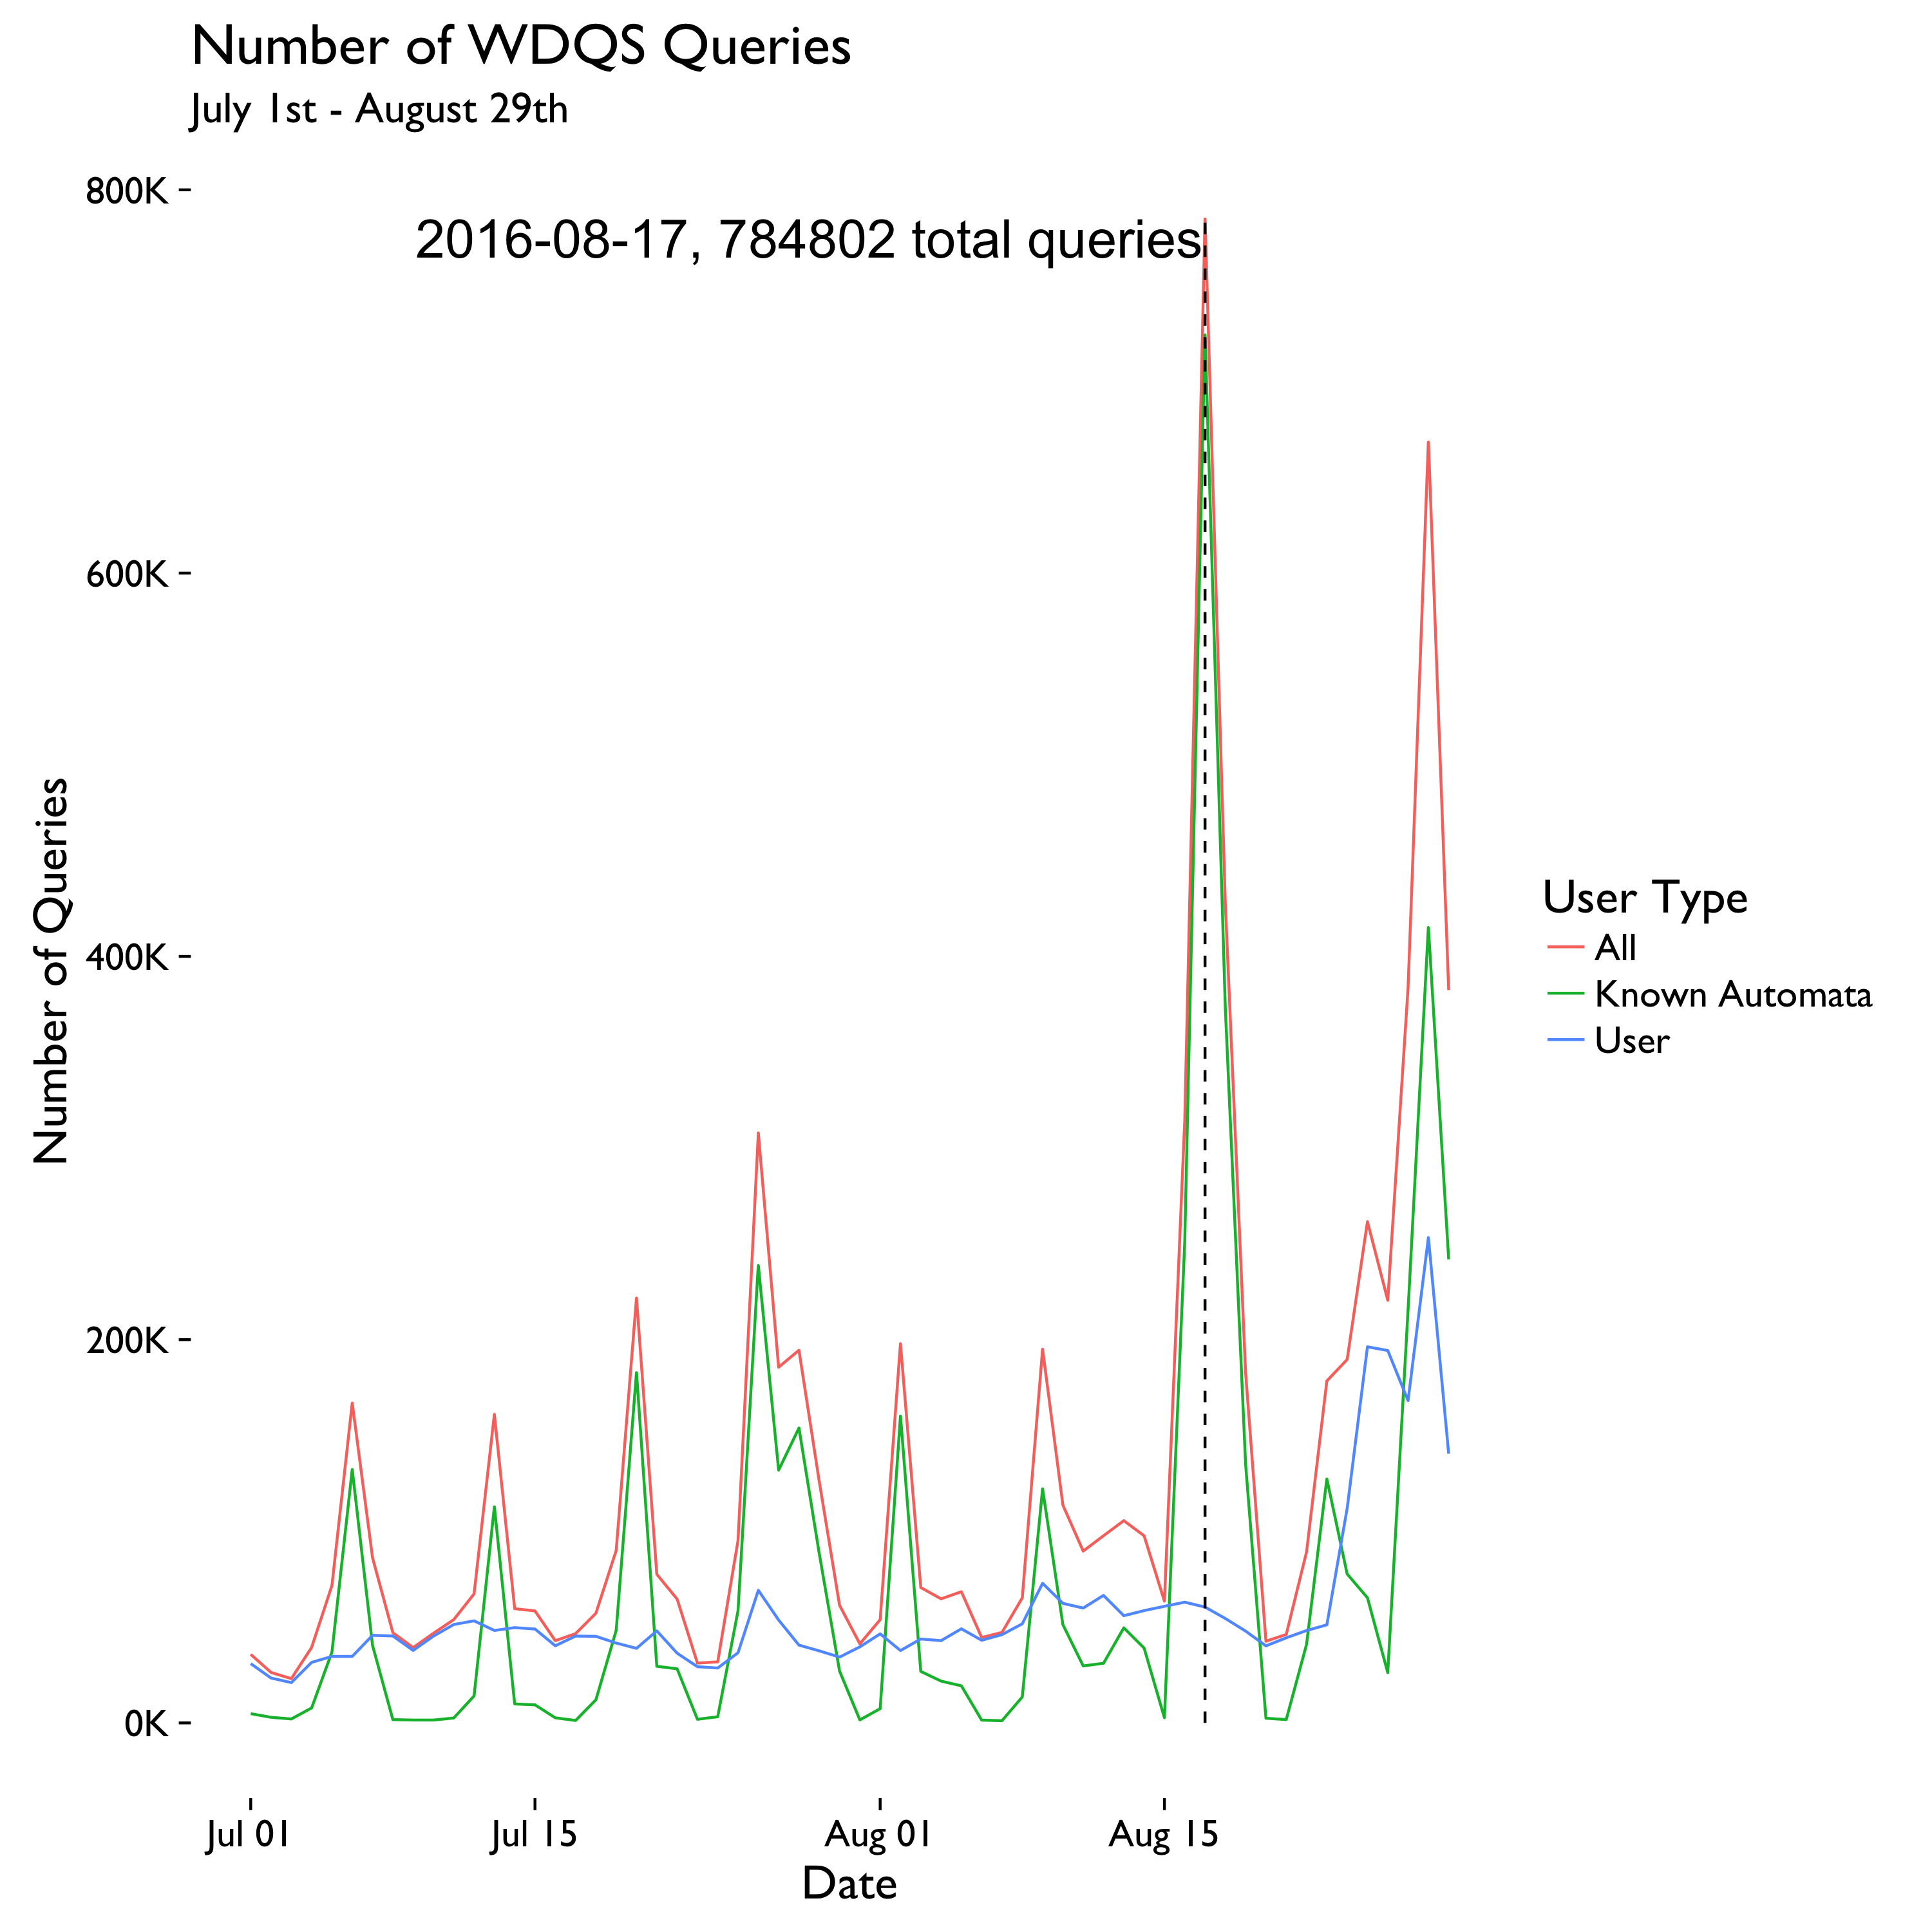 Number of WDQS Queries
July 1st - August 29th
800K
2016-08-17, 784802 total queries
600K
400K
200K
0K
Number of Queries
Jul 01
Jul 15
Aug 01
Aug 15
Date
User Type
All
Known Automata
User